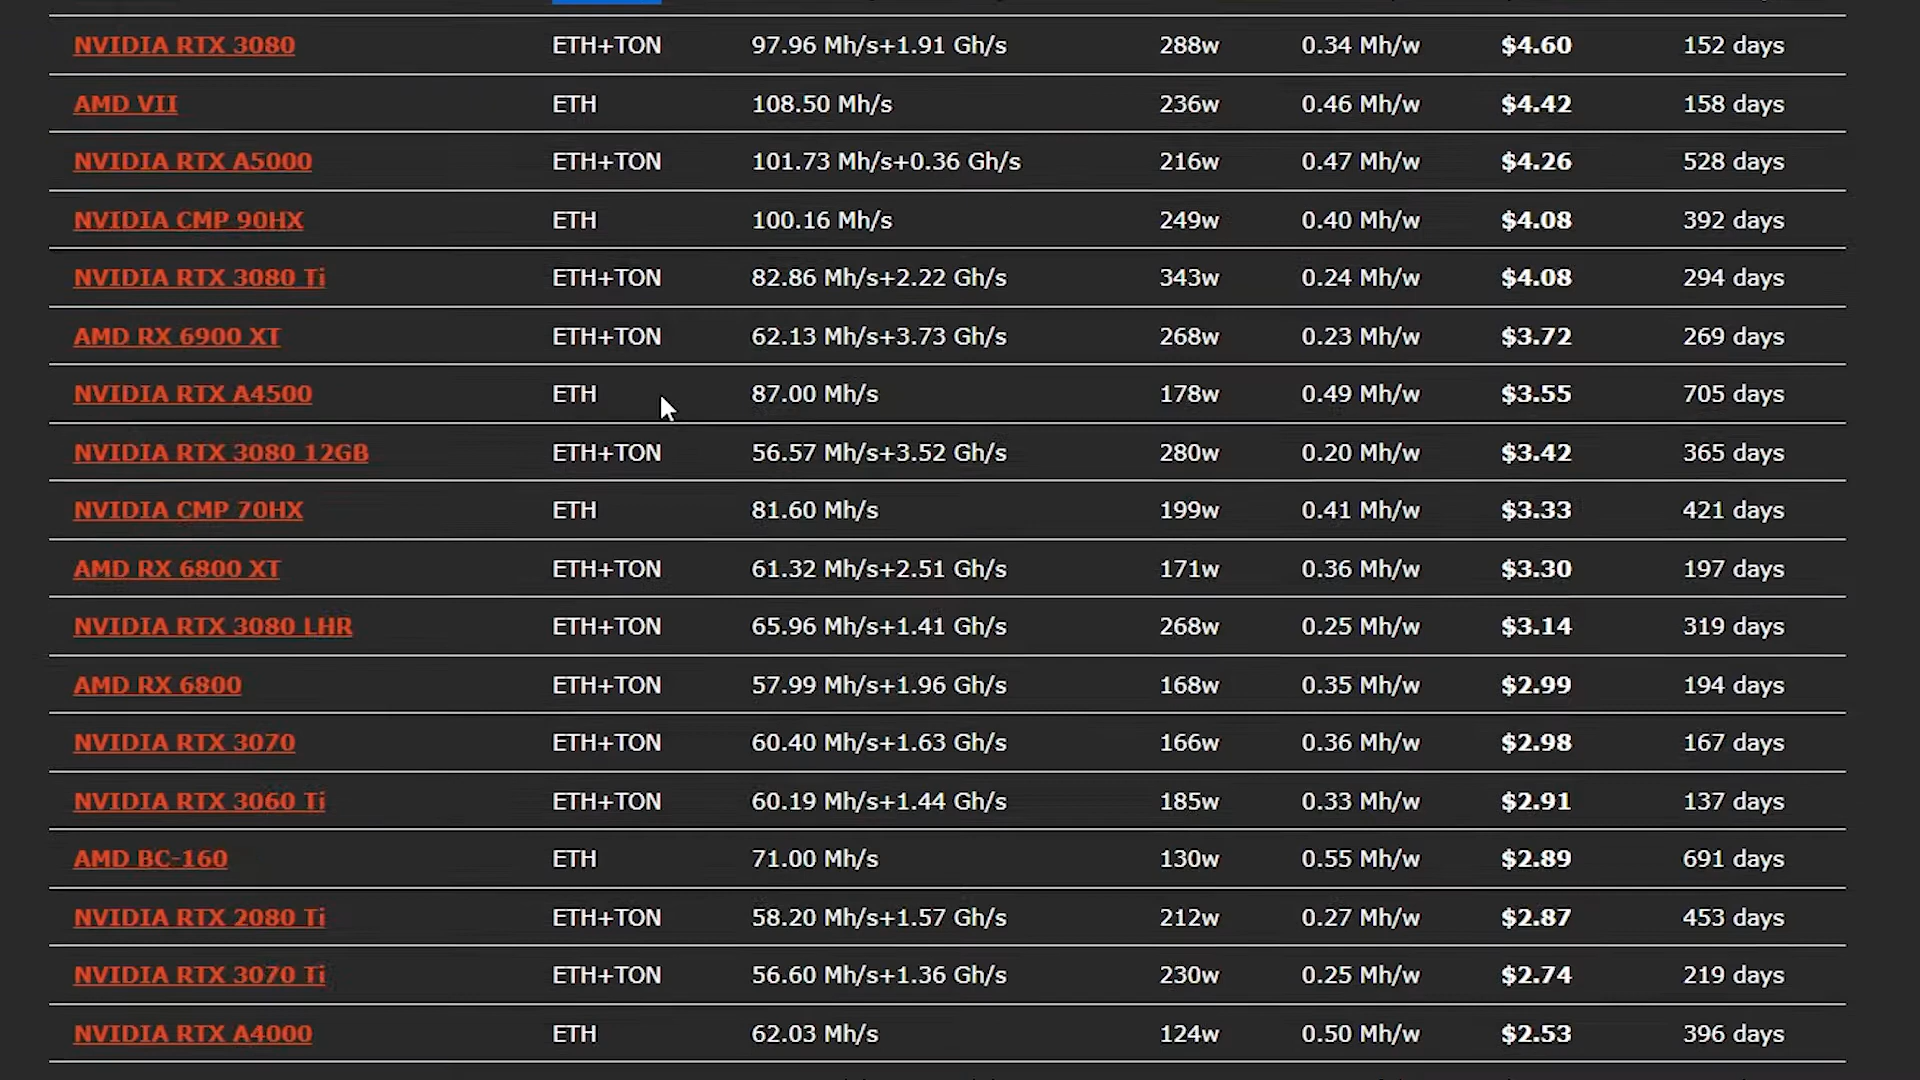 NVIDIA RTX 3080 ETH+TON 97.96 Mh/s+1.91 Gh/s 288w 0.34 Mh/w $4.60 152 days
AMD VII ETH 108.50 Mh/s 236w 0.46 Mh/w $4.42 158 days
NVIDIA RTX A5000 ETH+TON 101.73 Mh/s+0.36 Gh/s 216w 0.47 Mh/w $4.26 528 days
NVIDIA CMP 90HX ETH 100.16 Mh/s 249w 0.40 Mh/w $4.08 392 days
NVIDIA RTX 3080 Ti ETH+TON 82.86 Mh/s+2.22 Gh/s 343w 0.24 Mh/w $4.08 294 days
AMD RX 6900 XT ETH+TON 62.13 Mh/s+3.73 Gh/s 268w 0.23 Mh/w $3.72 269 days
NVIDIA RTX A4500 ETH 87.00 Mh/s 178w 0.49 Mh/w $3.55 705 days
NVIDIA RTX 3080 12GB ETH+TON 56.57 Mh/s+3.52 Gh/s 280w 0.20 Mh/w $3.42 365 days
NVIDIA CMP 70HX ETH 81.60 Mh/s 199w 0.41 Mh/w $3.33 421 days
AMD RX 6800 XT ETH+TON 61.32 Mh/s+2.51 Gh/s 171w 0.36 Mh/w $3.30 197 days
NVIDIA RTX 3080 LHR ETH+TON 65.96 Mh/s+1.41 Gh/s 268w 0.25 Mh/w $3.14 319 days
AMD RX 6800 ETH+TON 57.99 Mh/s+1.96 Gh/s 168w 0.35 Mh/w $2.99 194 days
NVIDIA RTX 3070 ETH+TON 60.40 Mh/s+1.63 Gh/s 166w 0.36 Mh/w $2.98 167 days
NVIDIA RTX 3060 Ti ETH+TON 60.19 Mh/s+1.44 Gh/s 185w 0.33 Mh/w $2.91 137 days
AMD BC-160 ETH 71.00 Mh/s 130w 0.55 Mh/w $2.89 691 days
NVIDIA RTX 2080 Ti ETH+TON 58.20 Mh/s+1.57 Gh/s 212w 0.27 Mh/w $2.87 453 days
NVIDIA RTX 3070 Ti ETH+TON 56.60 Mh/s+1.36 Gh/s 230w 0.25 Mh/w $2.74 219 days
NVIDIA RTX A4000 ETH 62.03 Mh/s 124w 0.50 Mh/w $2.53 396 days